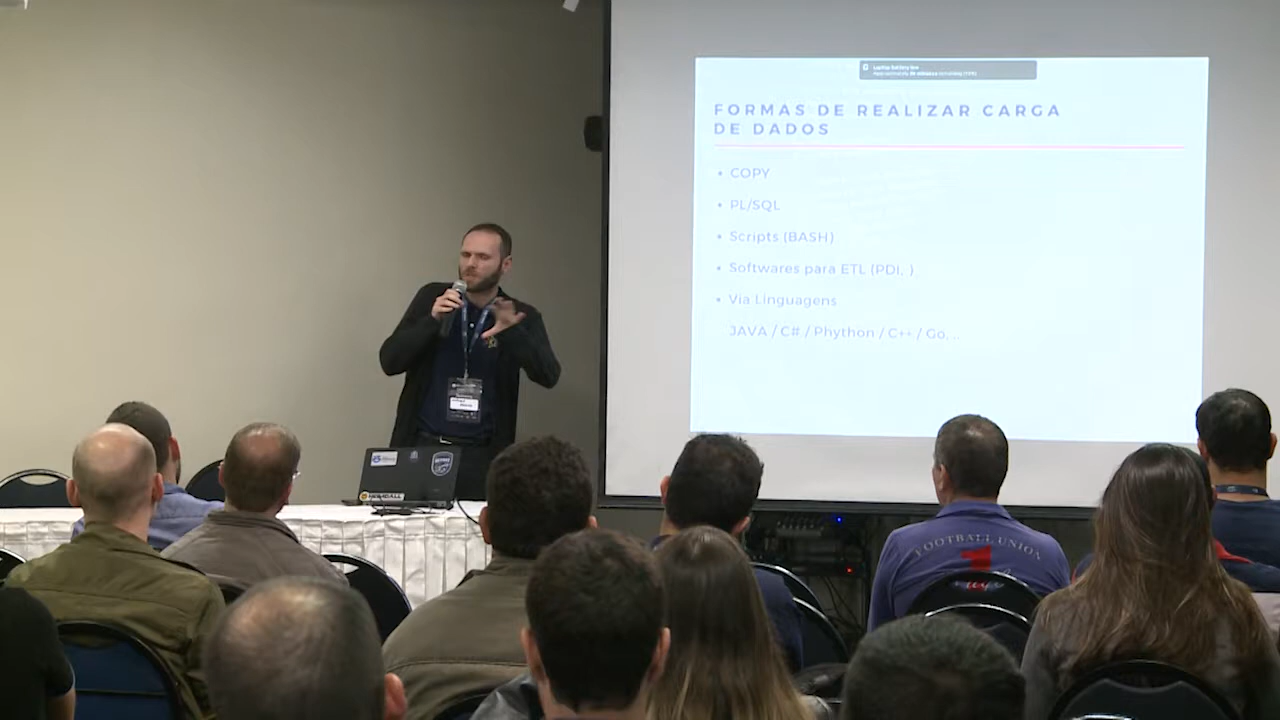 FORMAS DE REALIZAR CARGA
DE DADOS
• COPY
• PL/SQL
• Scripts (BASH)
• Softwares para ETL (PDI, )
• Via Linguagens
JAVA / C# / Phython / C++ / Go, ..
FOOTBALL UNION
1